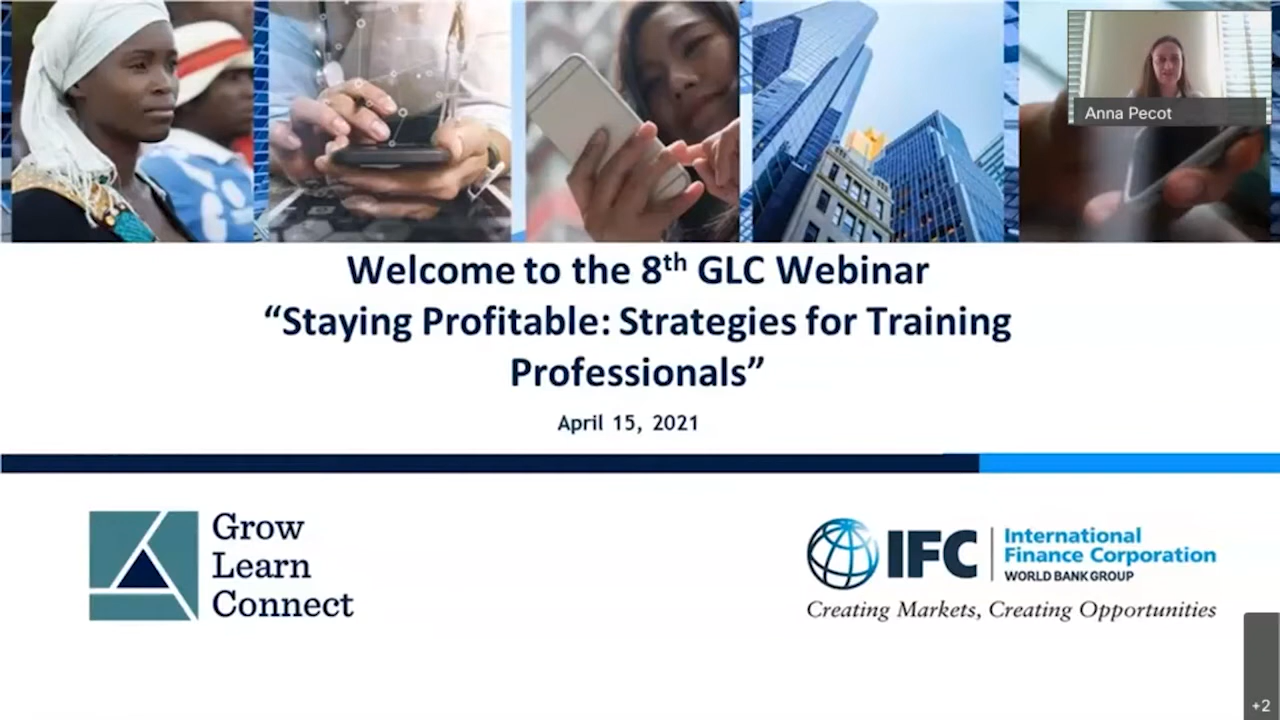 Anna Pecot
Welcome to the 8th GLC Webinar
“Staying Profitable: Strategies for Training
Professionals”
April 15, 2021
Grow
Learn
Connect
IFC
International
Finance Corporation
WORLD BANK GROUP
Creating Markets, Creating Opportunities
+2